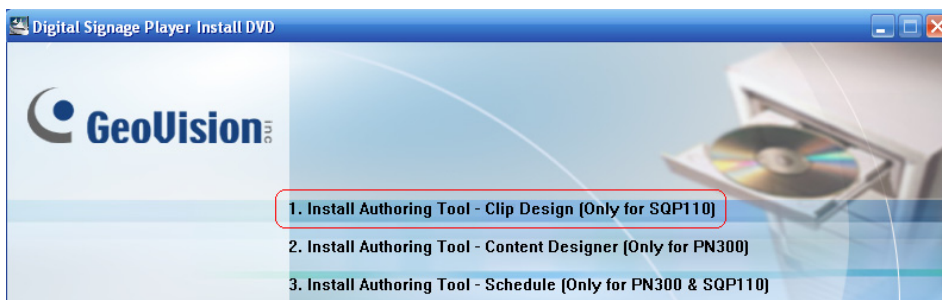 Digital Signage Player Install DVD
GeoVision inc
1. Install Authoring Tool - Clip Design (Only for SQP110)
2. Install Authoring Tool - Content Designer (Only for PN300)
3. Install Authoring Tool - Schedule (Only for PN300 & SQP110)